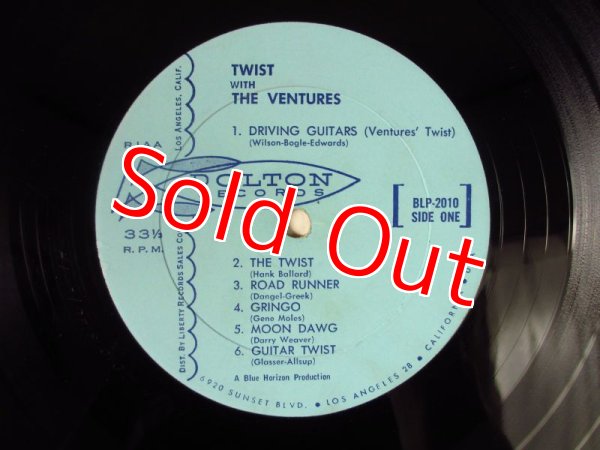 TWIST
WITH
THE VENTURES
1. DRIVING GUITARS (Ventures' Twist)
(Wilson-Bogle-Edwards)
RIAA
33⅓
R.P.M.
DOLTON
RECORDS
BLP-2010
SIDE ONE
Sold Out
2. THE TWIST
(Hank Ballard)
3. ROAD RUNNER
(Dangel-Greek)
4. GRINGO
(Gene Moles)
5. MOON DAWG
(Darry Weaver)
6. GUITAR TWIST
(Glasser-Allsup)
A Blue Horizon Production
DIST. BY LIBERTY RECORDS SALES CO
LOS ANGELES, CALIF.
6920 SUNSET BLVD. • LOS ANGELES 28 • CALIFORNIA